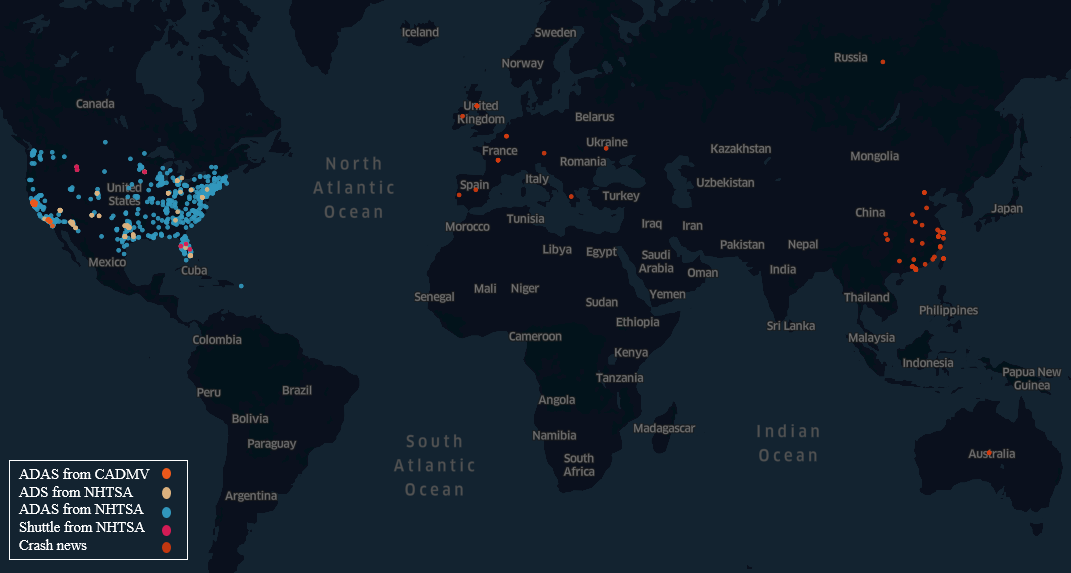 Iceland
Sweden
Norway
Russia
Canada
United
Kingdom
Belarus
Ukraine
France
Romania
Kazakhstan
Mongolia
North
Atlantic
Ocean
United
States
Spain
Italy
Turkey
Uzbekistan
China
Japan
Morocco
Tunisia
Iraq
Iran
Pakistan
Nepal
Libya
Egypt
Saudi
Arabia
Oman
India
Mexico
Cuba
Senegal
Mali
Niger
Sudan
Yemen
Thailand
Philippines
Ethiopia
Sri Lanka
Colombia
Cameroon
Malaysia
Kenya
Indonesia
Papua New
Guinea
Tanzania
Peru
Brazil
Angola
Bolivia
Madagascar
Paraguay
Namibia
South
Atlantic
Ocean
Indian
Ocean
South
Africa
Australia
Argentina
ADAS from CADMV
ADS from NHTSA
ADAS from NHTSA
Shuttle from NHTSA
Crash news